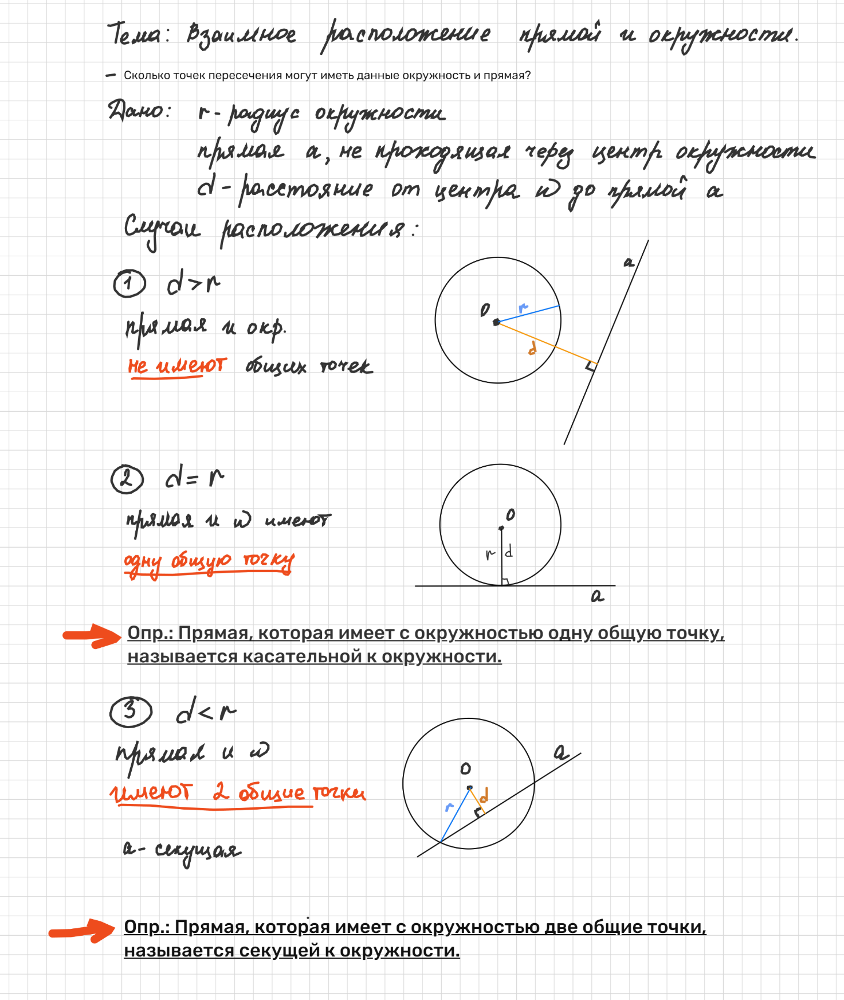 Тема: Взаимное расположение прямой и окружности.
— Сколько точек пересечения могут иметь данные окружность и прямая?
Дано: r - радиус окружности
прямая a, не проходящая через центр окружности
d - расстояние от центра ω до прямой a
Случаи расположения:
a
① d > r
O r
прямая и окр.
d
не имеют общих точек
② d = r
O
прямая и ω имеют
r d
одну общую точку
a
Опр.: Прямая, которая имеет с окружностью одну общую точку,
называется касательной к окружности.
③ d < r
прямая и ω
a
O
имеют 2 общие точки
r d
a - секущая
Опр.: Прямая, которая имеет с окружностью две общие точки,
называется секущей к окружности.